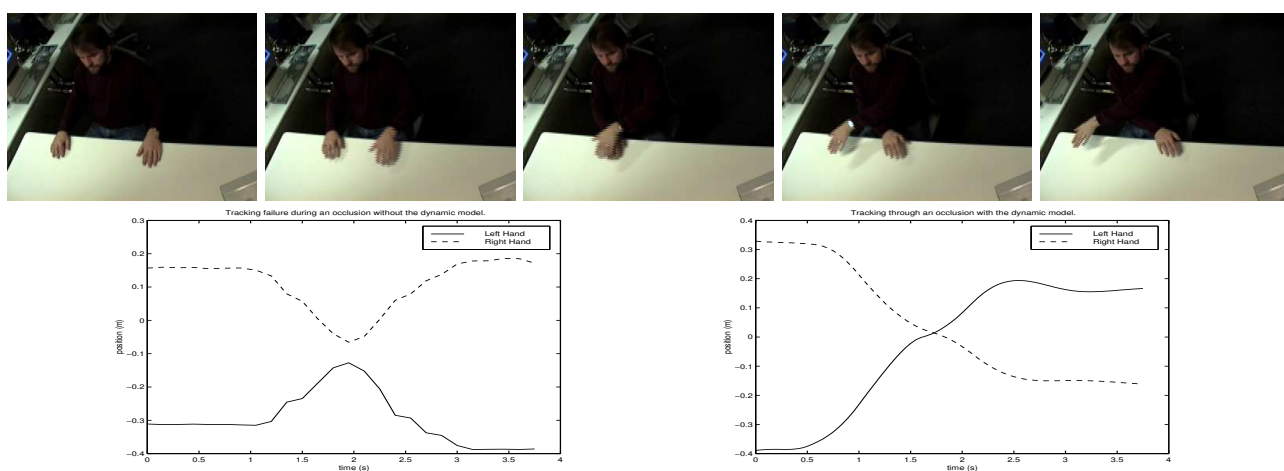 Tracking failure during an occlusion without the dynamic model.
Left Hand
Right Hand
0.3
0.2
0.1
0
−0.1
−0.2
−0.3
−0.4
position (m)
0 0.5 1 1.5 2 2.5 3 3.5 4
time (s)
Tracking through an occlusion with the dynamic model.
Left Hand
Right Hand
0.4
0.3
0.2
0.1
0
−0.1
−0.2
−0.3
−0.4
position (m)
0 0.5 1 1.5 2 2.5 3 3.5 4
time (s)